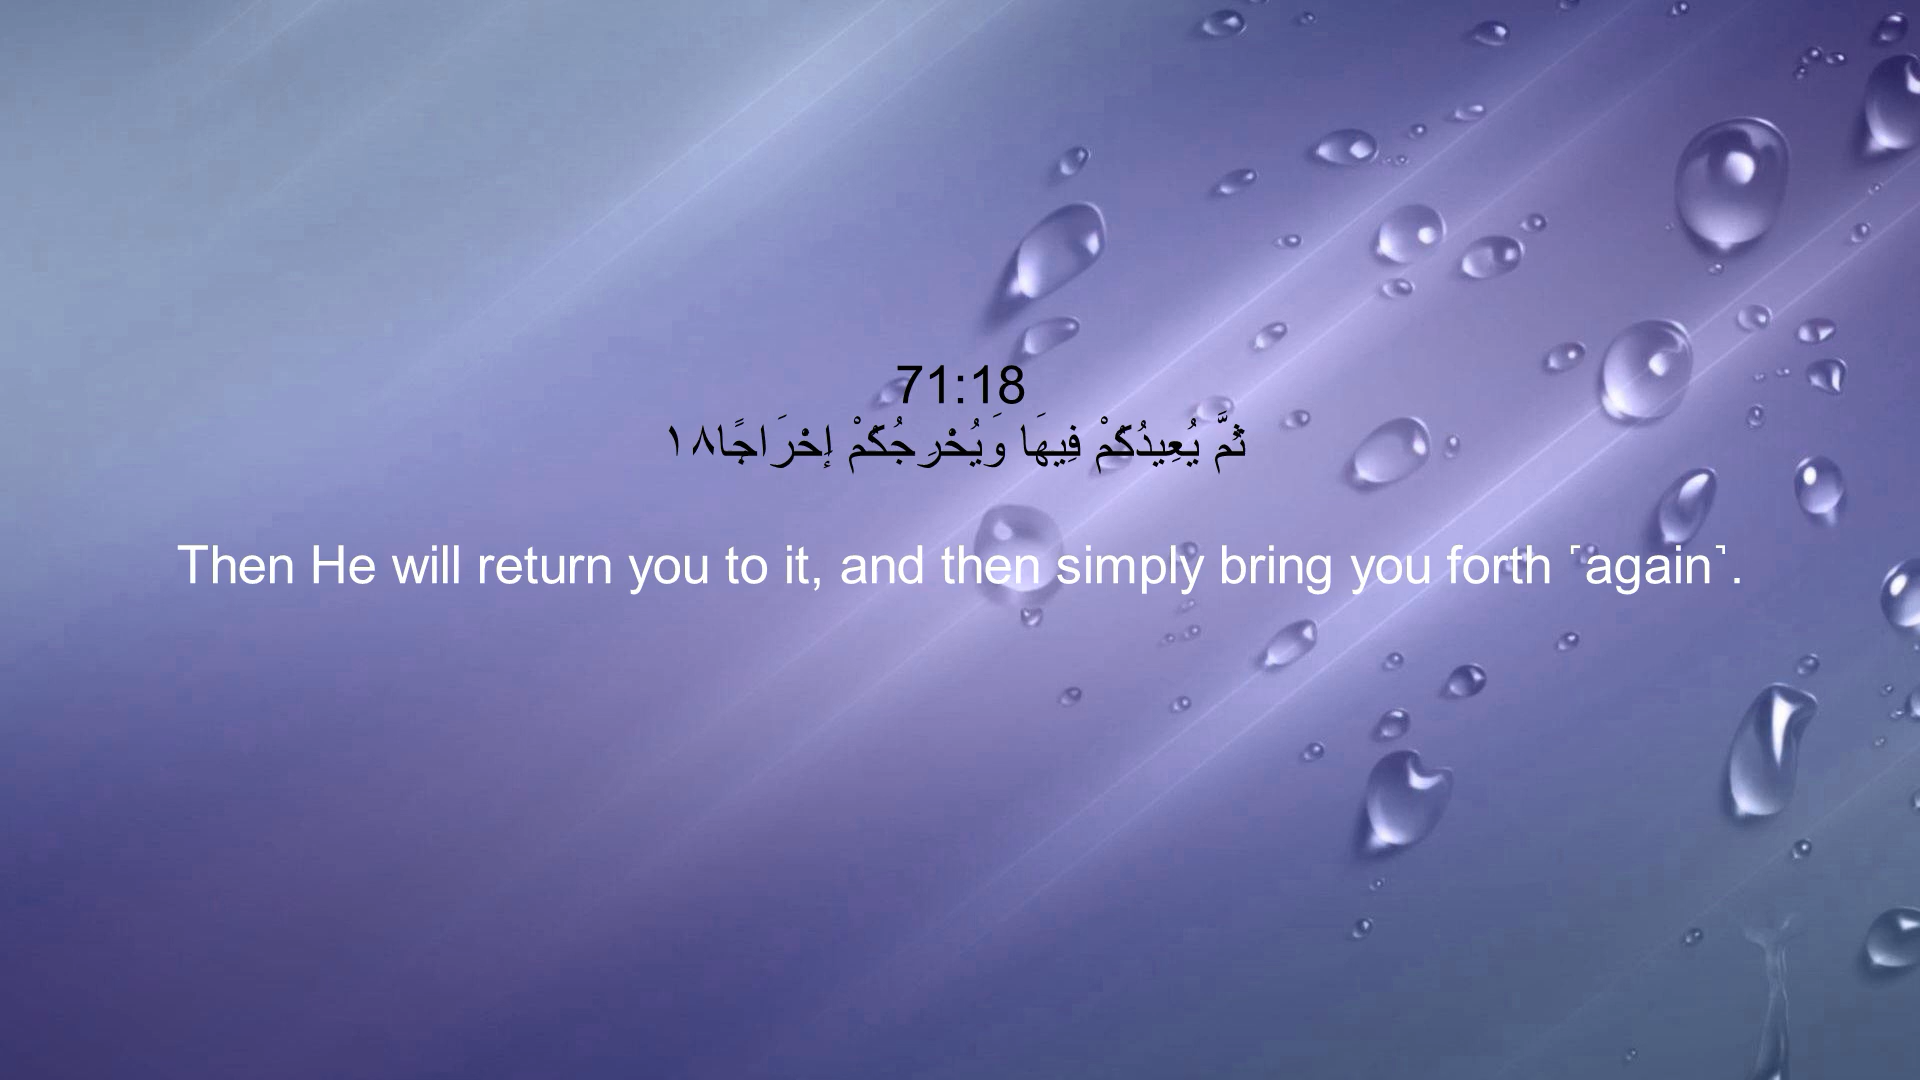 71:18
ثُمَّ يُعِيدُكُمْ فِيهَا وَيُخْرِجُكُمْ إِخْرَاجًا١٨
Then He will return you to it, and then simply bring you forth ˹again˺.